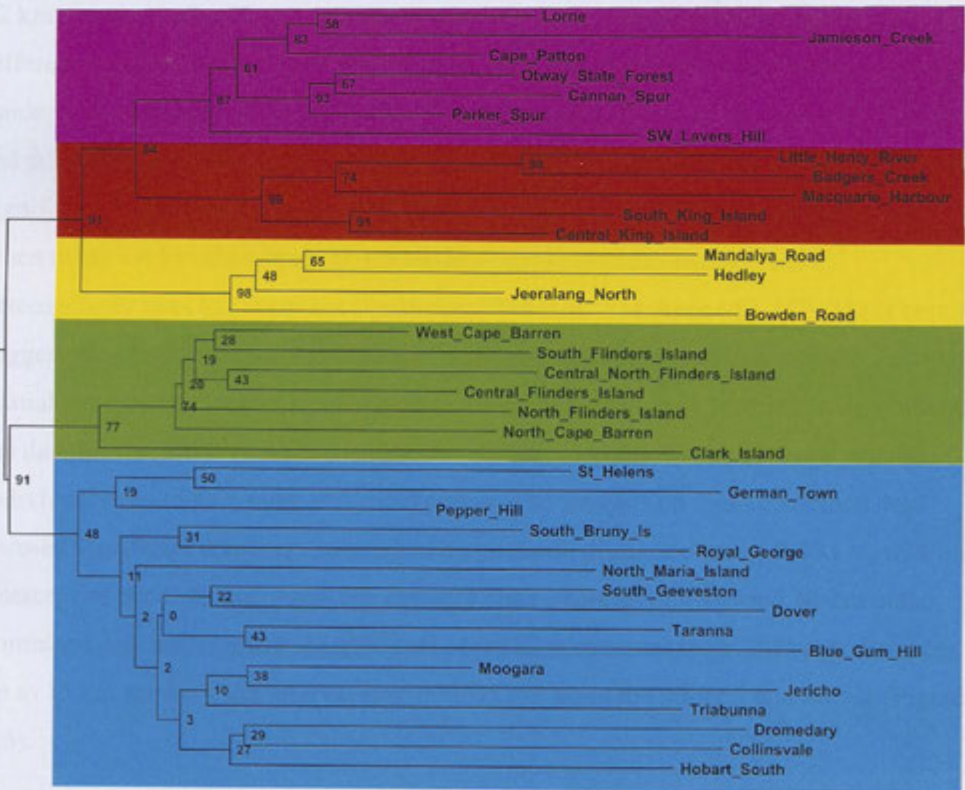 Lorne
58
Jamieson_Creek
63
Cape_Patton
61
Otway_State_Forest
67
Cannan_Spur
93
Parker_Spur
87
SW_Lavers_Hill
Little_Henty_River
Badgers_Creek
74
Macquarie_Harbour
South_King_Island
91
Central_King_Island
Mandalya_Road
65
Hedley
48
Jeeralang_North
98
Bowden_Road
West_Cape_Barren
28
South_Flinders_Island
19
Central_North_Flinders_Island
43
20
Central_Flinders_Island
74
North_Flinders_Island
North_Cape_Barren
77
Clark_Island
91
St_Helens
50
German_Town
19
Pepper_Hill
48
South_Bruny_Is
31
Royal_George
11
North_Maria_Island
South_Geeveston
22
Dover
2
0
Taranna
43
Blue_Gum_Hill
2
Moogara
38
Jericho
10
Triabunna
3
Dromedary
29
Collinsvale
27
Hobart_South